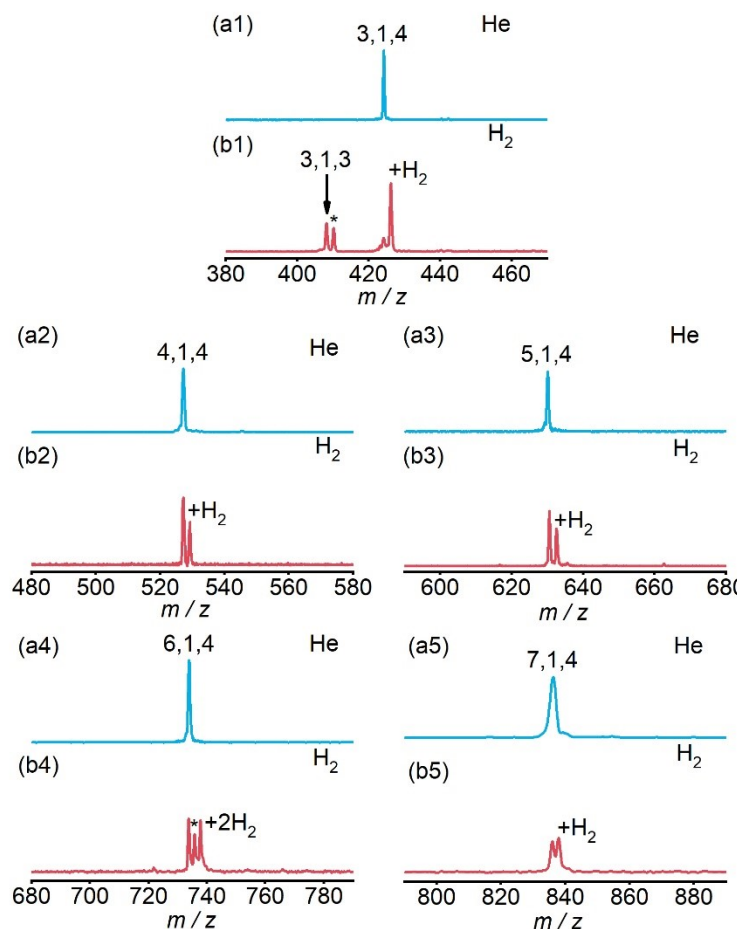 (a1) 3,1,4 He
H₂
(b1) 3,1,3 * +H₂
380 400 420 440 460
m / z
(a2) 4,1,4 He
H₂
(b2) +H₂
480 500 520 540 560 580
m / z
(a3) 5,1,4 He
H₂
(b3) +H₂
600 620 640 660 680
m / z
(a4) 6,1,4 He
H₂
(b4) * +2H₂
680 700 720 740 760 780
m / z
(a5) 7,1,4 He
H₂
(b5) +H₂
800 820 840 860 880
m / z